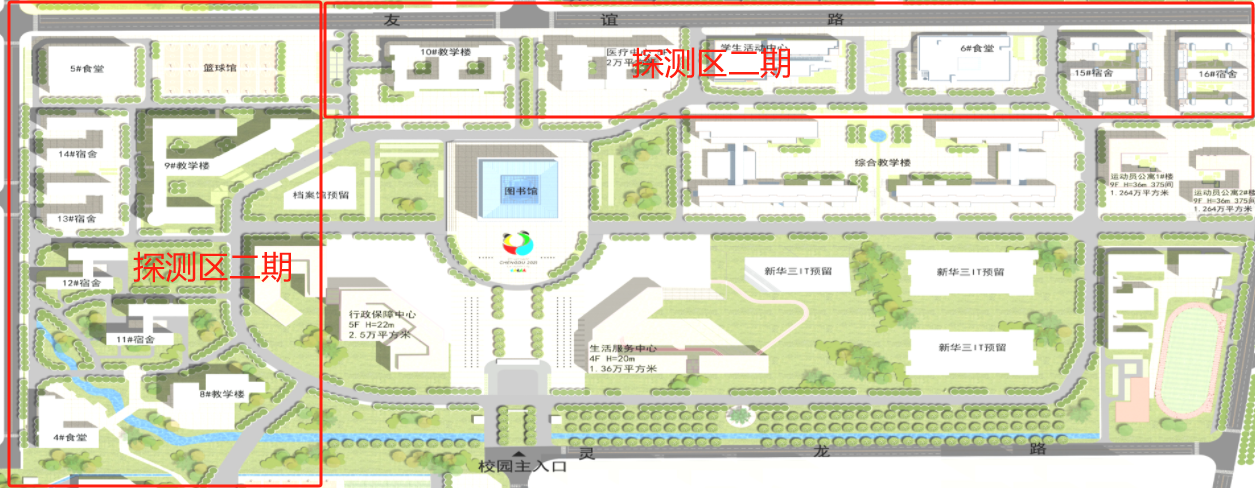 友 谊 路
10#教学楼
医疗中心
2万平方米
学生活动中心
6#食堂
探测区二期
5#食堂
篮球馆
15#宿舍
16#宿舍
14#宿舍
9#教学楼
档案馆预留
图书馆
综合教学楼
运动员公寓1#楼
9F H=36m 375间
1.264万平方米
运动员公寓2#楼
9F H=36m 375间
1.264万平方米
13#宿舍
探测区二期
12#宿舍
CHENGDU 2021
新华三IT预留
新华三IT预留
行政保障中心
5F H=22m
2.5万平方米
11#宿舍
生活服务中心
4F H=20m
1.36万平方米
新华三IT预留
8#教学楼
4#食堂
校园主入口
灵 龙 路